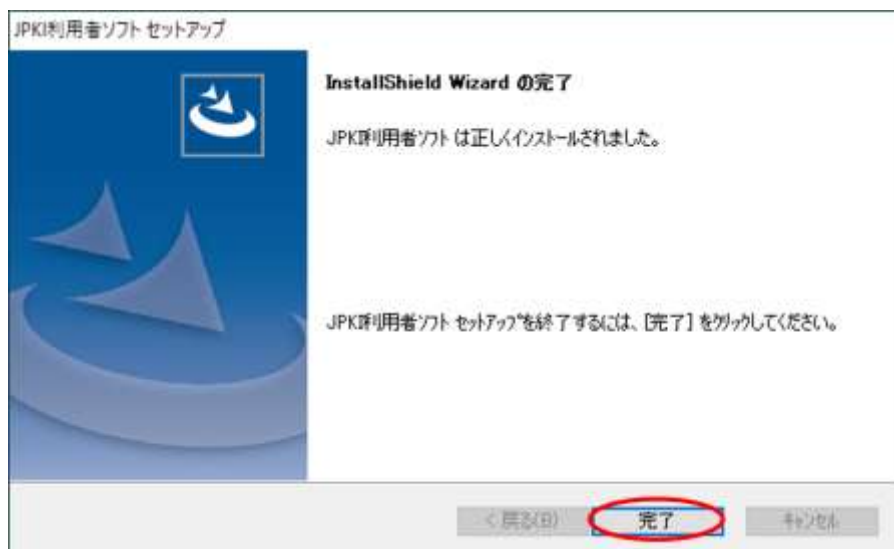 JPKI利用者ソフト セットアップ
InstallShield Wizard の完了
JPKI利用者ソフト は正しくインストールされました。
JPKI利用者ソフト セットアップを終了するには、[完了] をクリックしてください。
< 戻る(B)
完了
キャンセル